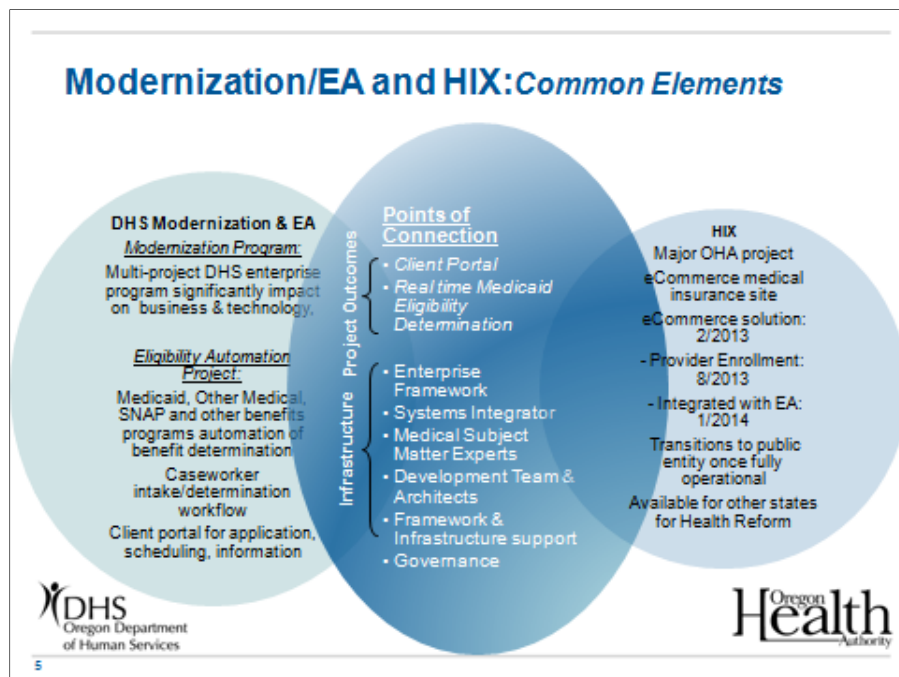 Modernization/EA and HIX:Common Elements
DHS Modernization & EA
Modernization Program:
Multi-project DHS enterprise
program significantly impact
on business & technology,
Eligibility Automation
Project:
Medicaid, Other Medical,
SNAP and other benefits
programs automation of
benefit determination
Caseworker
intake/determination
workflow
Client portal for application,
scheduling, information
Project Outcomes
Infrastructure
Points of
Connection
• Client Portal
• Real time Medicaid
Eligibility
Determination
• Enterprise
Framework
• Systems Integrator
• Medical Subject
Matter Experts
• Development Team &
Architects
• Framework &
Infrastructure support
• Governance
HIX
Major OHA project
eCommerce medical
insurance site
eCommerce solution:
2/2013
- Provider Enrollment:
8/2013
- Integrated with EA:
1/2014
Transitions to public
entity once fully
operational
Available for other states
for Health Reform
DHS
Oregon Department
of Human Services
Oregon
Health
Authority
5